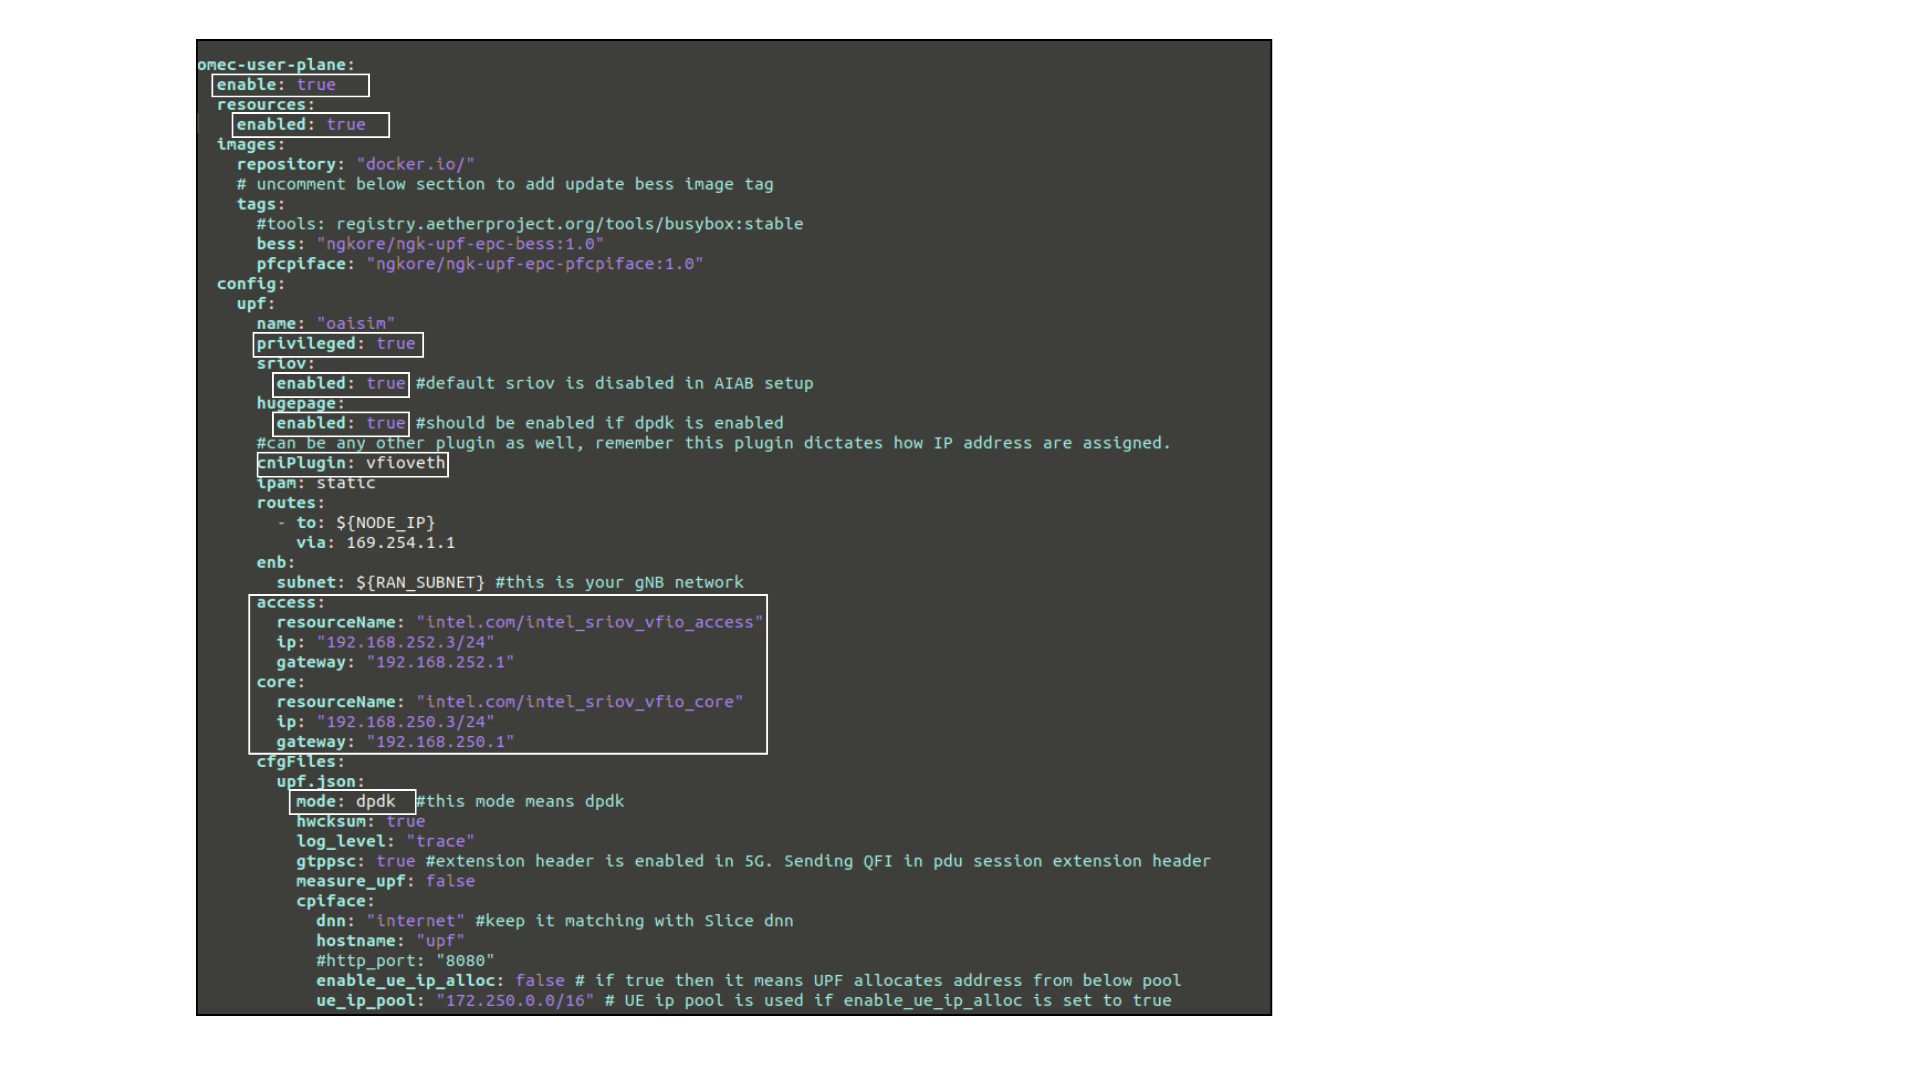 omec-user-plane:
enable: true
resources:
enabled: true
images:
repository: "docker.io/"
# uncomment below section to add update bess image tag
tags:
#tools: registry.aetherproject.org/tools/busybox:stable
bess: "ngkore/ngk-upf-epc-bess:1.0"
pfcpiface: "ngkore/ngk-upf-epc-pfcpiface:1.0"
config:
upf:
name: "oaisim"
privileged: true
sriov:
enabled: true #default sriov is disabled in AIAB setup
hugepage:
enabled: true #should be enabled if dpdk is enabled
#can be any other plugin as well, remember this plugin dictates how IP address are assigned.
cniPlugin: vfioveth
ipam: static
routes:
- to: ${NODE_IP}
via: 169.254.1.1
enb:
subnet: ${RAN_SUBNET} #this is your gNB network
access:
resourceName: "intel.com/intel_sriov_vfio_access"
ip: "192.168.252.3/24"
gateway: "192.168.252.1"
core:
resourceName: "intel.com/intel_sriov_vfio_core"
ip: "192.168.250.3/24"
gateway: "192.168.250.1"
cfgFiles:
upf.json:
mode: dpdk #this mode means dpdk
hwcksum: true
log_level: "trace"
gtppsc: true #extension header is enabled in 5G. Sending QFI in pdu session extension header
measure_upf: false
cpiface:
dnn: "internet" #keep it matching with Slice dnn
hostname: "upf"
#http_port: "8080"
enable_ue_ip_alloc: false # if true then it means UPF allocates address from below pool
ue_ip_pool: "172.250.0.0/16" # UE ip pool is used if enable_ue_ip_alloc is set to true